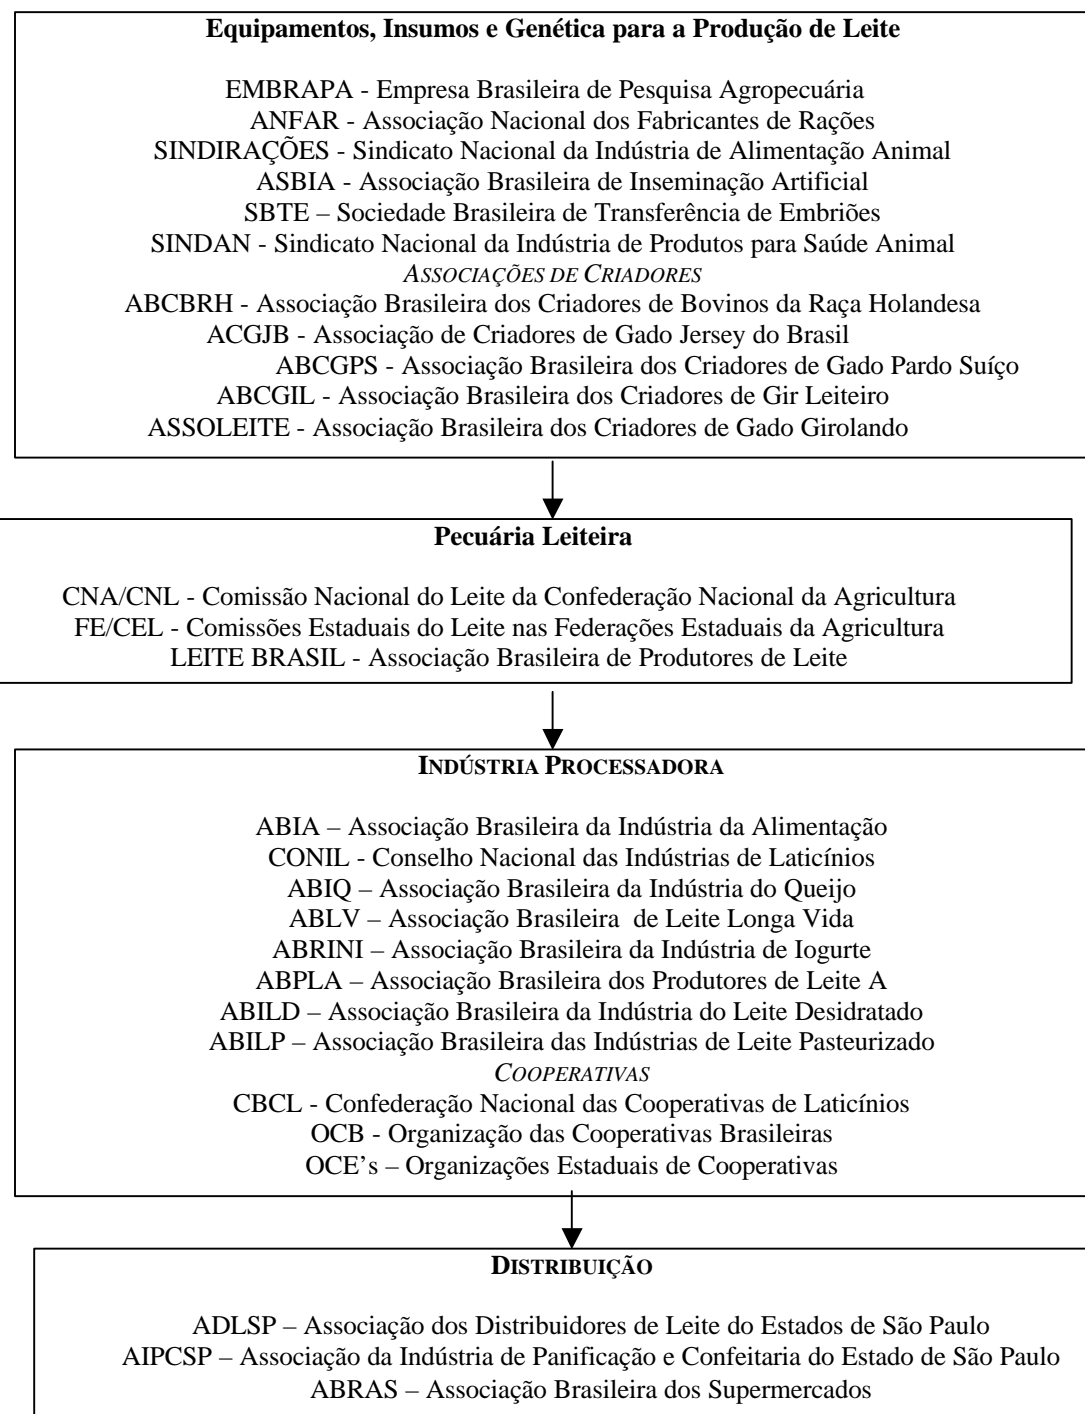 Equipamentos, Insumos e Genética para a Produção de Leite
EMBRAPA - Empresa Brasileira de Pesquisa Agropecuária
ANFAR - Associação Nacional dos Fabricantes de Rações
SINDIRAÇÕES - Sindicato Nacional da Indústria de Alimentação Animal
ASBIA - Associação Brasileira de Inseminação Artificial
SBTE – Sociedade Brasileira de Transferência de Embriões
SINDAN - Sindicato Nacional da Indústria de Produtos para Saúde Animal
ASSOCIAÇÕES DE CRIADORES
ABCBRH - Associação Brasileira dos Criadores de Bovinos da Raça Holandesa
ACGJB - Associação de Criadores de Gado Jersey do Brasil
ABCGPS - Associação Brasileira dos Criadores de Gado Pardo Suíço
ABCGIL - Associação Brasileira dos Criadores de Gir Leiteiro
ASSOLEITE - Associação Brasileira dos Criadores de Gado Girolando
Pecuária Leiteira
CNA/CNL - Comissão Nacional do Leite da Confederação Nacional da Agricultura
FE/CEL - Comissões Estaduais do Leite nas Federações Estaduais da Agricultura
LEITE BRASIL - Associação Brasileira de Produtores de Leite
INDÚSTRIA PROCESSADORA
ABIA – Associação Brasileira da Indústria da Alimentação
CONIL - Conselho Nacional das Indústrias de Laticínios
ABIQ – Associação Brasileira da Indústria do Queijo
ABLV – Associação Brasileira de Leite Longa Vida
ABRINI – Associação Brasileira da Indústria de Iogurte
ABPLA – Associação Brasileira dos Produtores de Leite A
ABILD – Associação Brasileira da Indústria do Leite Desidratado
ABILP – Associação Brasileira das Indústrias de Leite Pasteurizado
COOPERATIVAS
CBCL - Confederação Nacional das Cooperativas de Laticínios
OCB - Organização das Cooperativas Brasileiras
OCE’s – Organizações Estaduais de Cooperativas
DISTRIBUIÇÃO
ADLSP – Associação dos Distribuidores de Leite do Estados de São Paulo
AIPCSP – Associação da Indústria de Panificação e Confeitaria do Estado de São Paulo
ABRAS – Associação Brasileira dos Supermercados